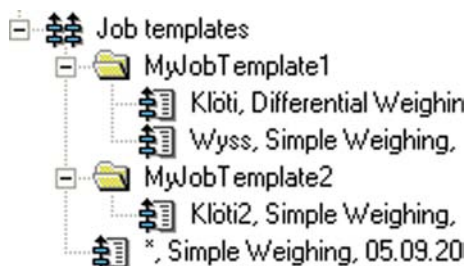 Job templates
MyJobTemplate1
Klöti, Differential Weighin
Wyss, Simple Weighing,
MyJobTemplate2
Klöti2, Simple Weighing,
*, Simple Weighing, 05.09.20